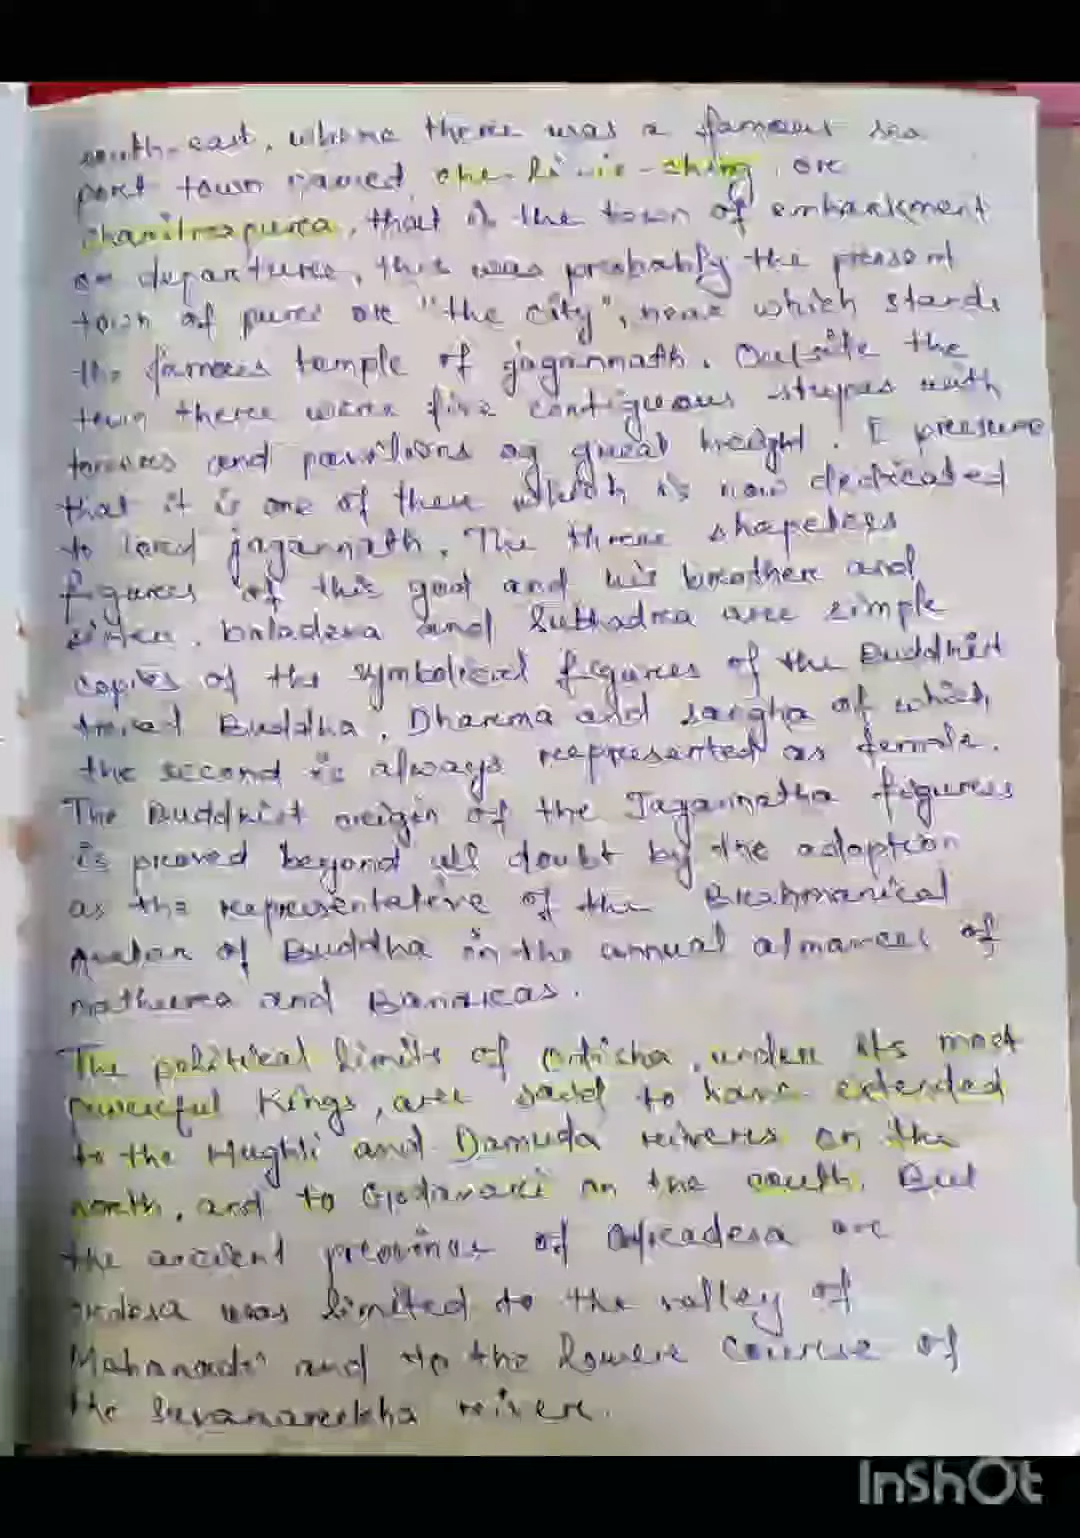 south-east, where there was a famous sea
port town named che-li-
charitrapura, that is the town of embarkment
or departure, this was probably the present
town of puri or "the city", near which stands
the famous temple of jagannath. Outside the
town there were five contiguous stupas with
towers and pavilions of great height. I presume
that it is one of these which is now dedicated
to lord jagannath. The three shapeless
figures of this god and his brother and
sister, baladeva and Subhadra are simple
copies of the symbolical figures of the Buddhist
triad Buddha, Dharma and sangha of which
the second is always represented as female.
The Buddhist origin of the Jagannatha figures
is proved beyond all doubt by the adoption
as the representative of the Brahmanical
Avatar of Buddha in the annual almanacs of
mathura and Banaras.
The political limits of Orissa, under its most
powerful Kings, are said to have extended
to the Hughli and Damuda rivers on the
north, and to Godavari on the south. But
the ancient province of or
was limited to the valley of
Mahanadi and to the lower course of
the Suvanarekha river.
InShOt